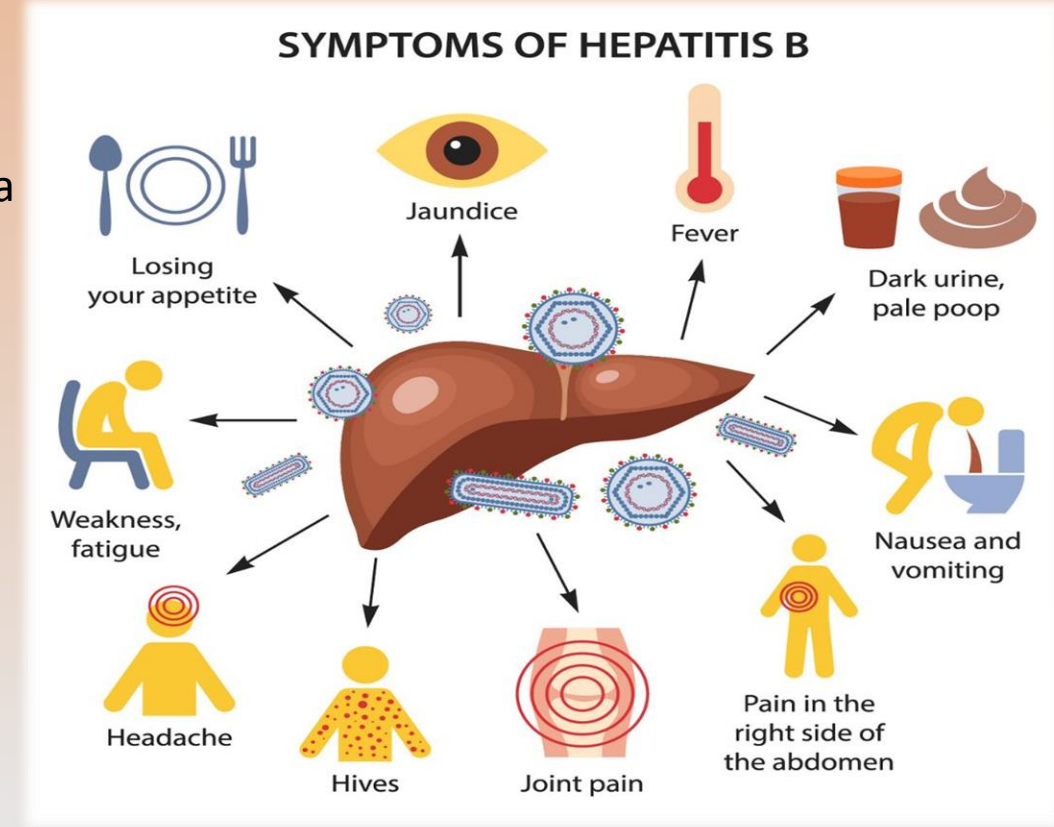 SYMPTOMS OF HEPATITIS B
a
Losing
your appetite
Jaundice
Fever
Dark urine,
pale poop
Weakness,
fatigue
Nausea and
vomiting
Headache
Hives
Joint pain
Pain in the
right side of
the abdomen